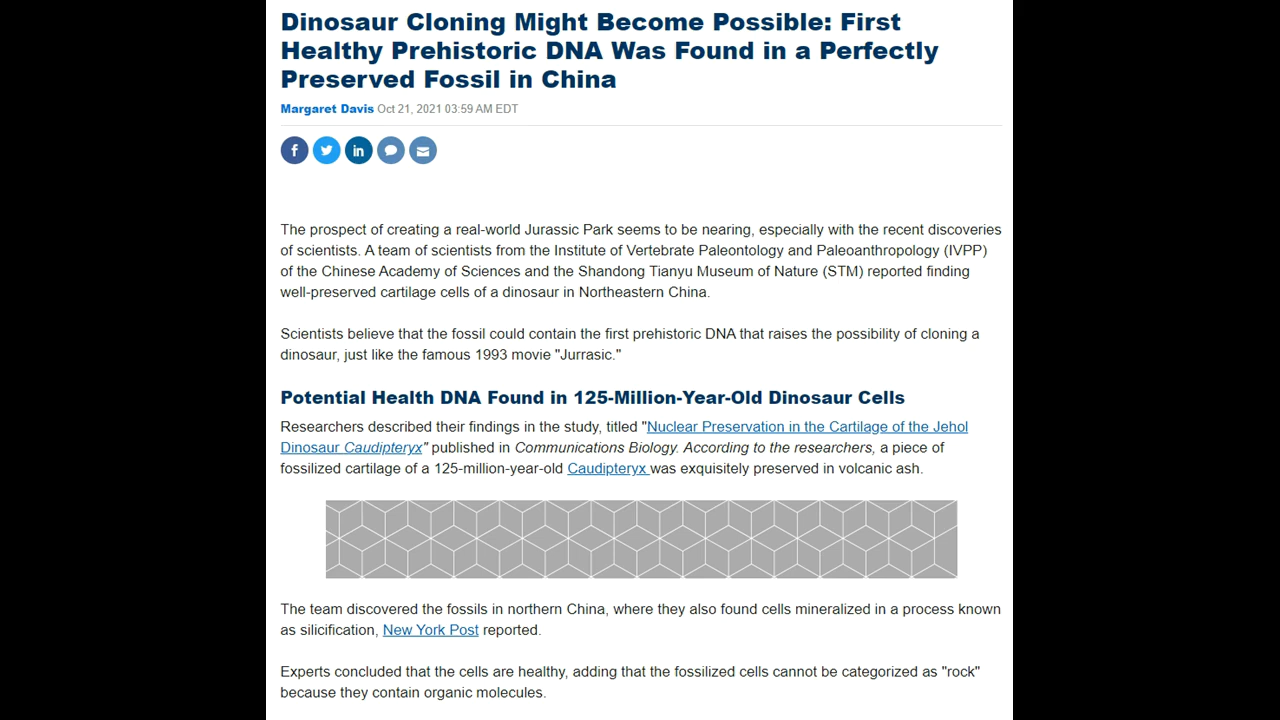 Dinosaur Cloning Might Become Possible: First
Healthy Prehistoric DNA Was Found in a Perfectly
Preserved Fossil in China
Margaret Davis Oct 21, 2021 03:59 AM EDT
The prospect of creating a real-world Jurassic Park seems to be nearing, especially with the recent discoveries
of scientists. A team of scientists from the Institute of Vertebrate Paleontology and Paleoanthropology (IVPP)
of the Chinese Academy of Sciences and the Shandong Tianyu Museum of Nature (STM) reported finding
well-preserved cartilage cells of a dinosaur in Northeastern China.
Scientists believe that the fossil could contain the first prehistoric DNA that raises the possibility of cloning a
dinosaur, just like the famous 1993 movie "Jurrasic."
Potential Health DNA Found in 125-Million-Year-Old Dinosaur Cells
Researchers described their findings in the study, titled "Nuclear Preservation in the Cartilage of the Jehol
Dinosaur Caudipteryx" published in Communications Biology. According to the researchers, a piece of
fossilized cartilage of a 125-million-year-old Caudipteryx was exquisitely preserved in volcanic ash.
The team discovered the fossils in northern China, where they also found cells mineralized in a process known
as silicification, New York Post reported.
Experts concluded that the cells are healthy, adding that the fossilized cells cannot be categorized as "rock"
because they contain organic molecules.